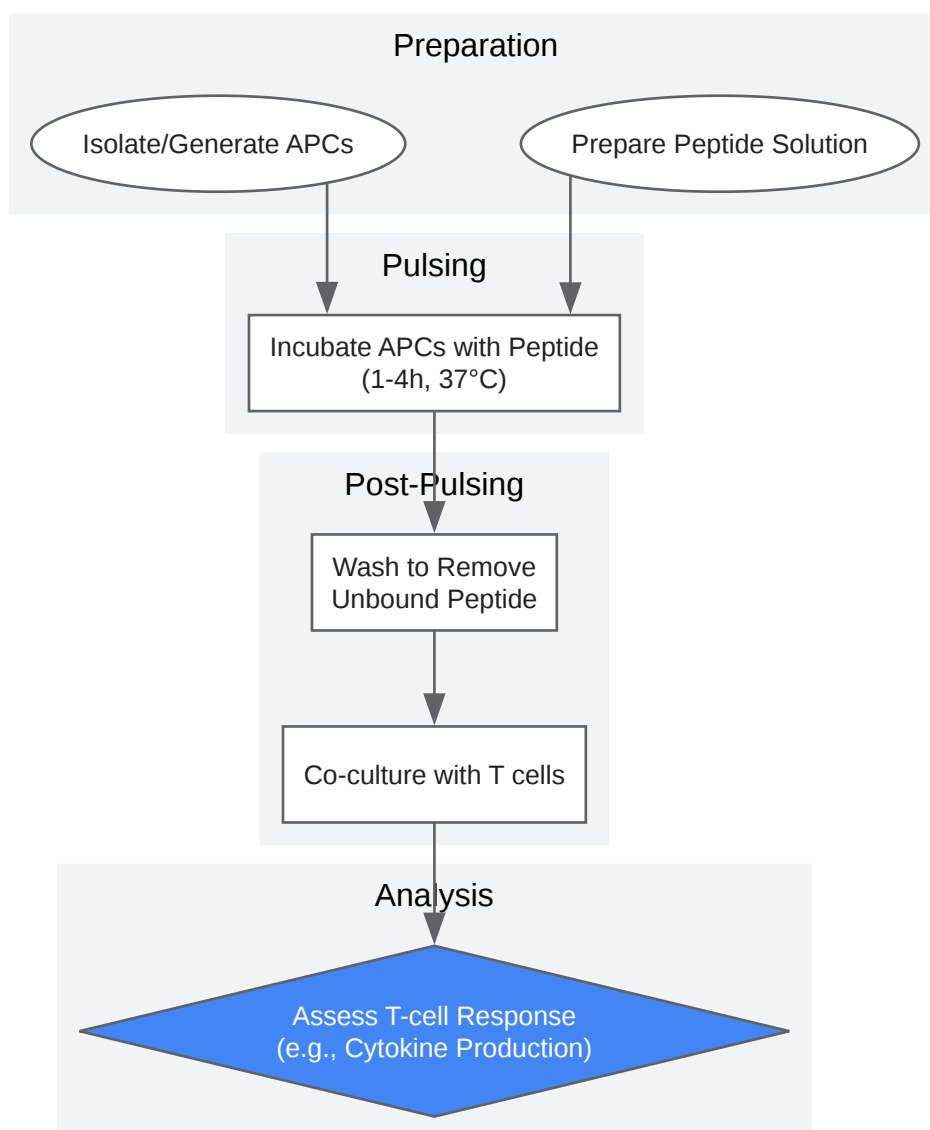 Preparation
Isolate/Generate APCs
Prepare Peptide Solution
Pulsing
Incubate APCs with Peptide
(1-4h, 37°C)
Post-Pulsing
Wash to Remove
Unbound Peptide
Co-culture with T cells
Analysis
Assess T-cell Response
(e.g., Cytokine Production)